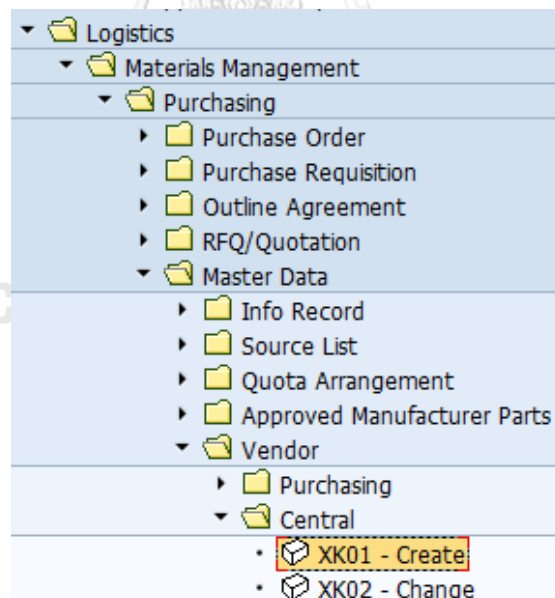 Logistics
Materials Management
Purchasing
Purchase Order
Purchase Requisition
Outline Agreement
RFQ/Quotation
Master Data
Info Record
Source List
Quota Arrangement
Approved Manufacturer Parts
Vendor
Purchasing
Central
XK01 - Create
XK02 - Change